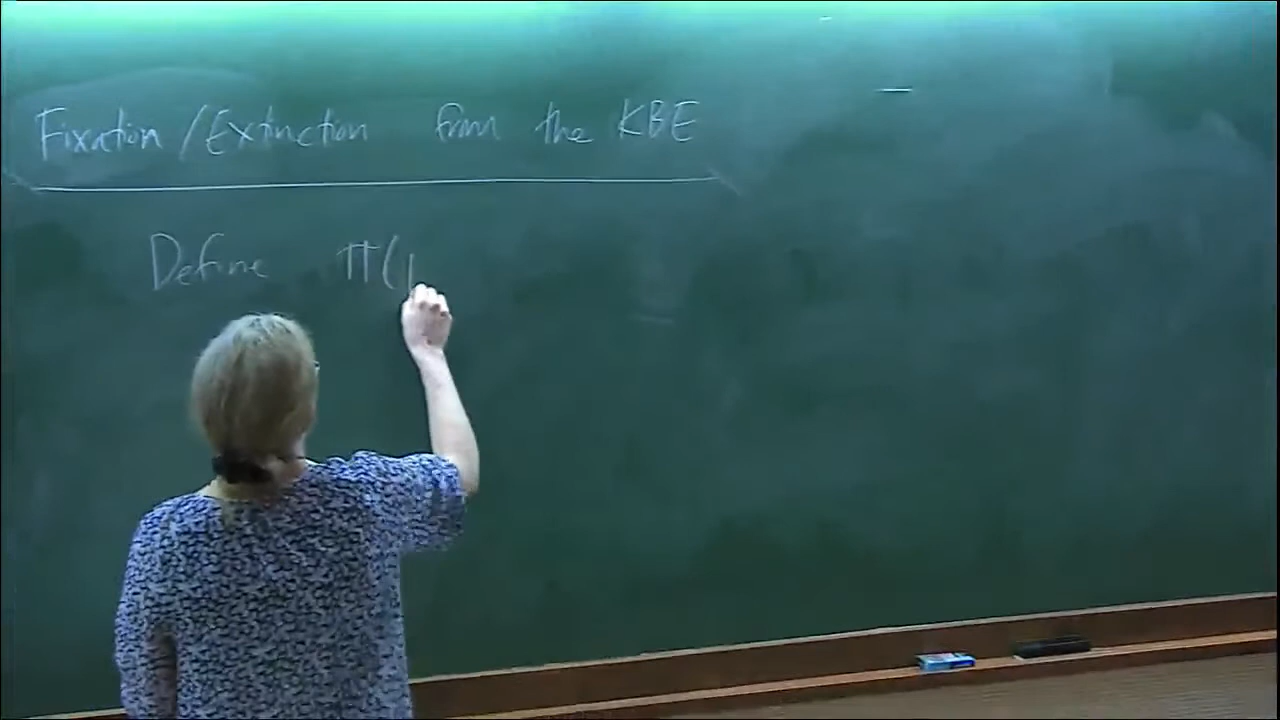 Fixation/Extinction from the KBE
Define π(